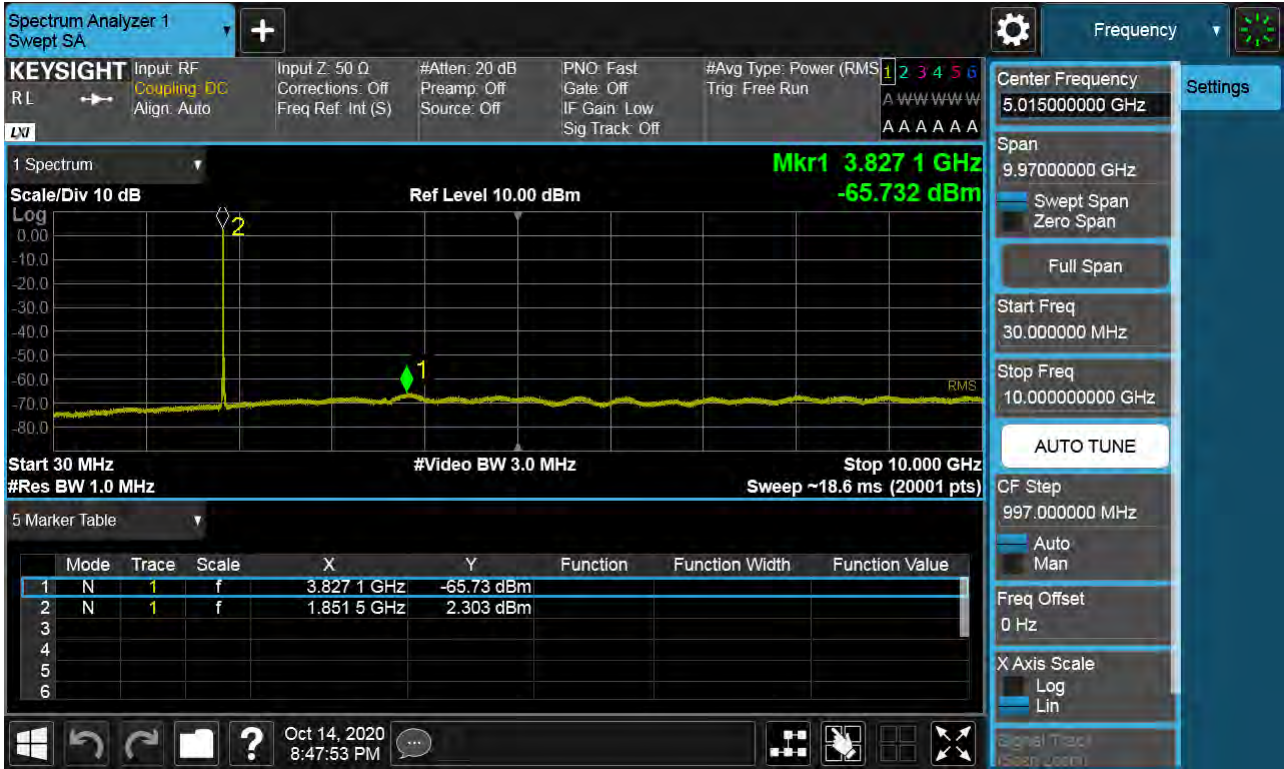 Spectrum Analyzer 1
Swept SA
+
Frequency
KEYSIGHT
R L
LXI
Input: RF
Coupling: DC
Align: Auto
Input Z: 50 Ω
Corrections: Off
Freq Ref: Int (S)
#Atten: 20 dB
Preamp: Off
Source: Off
PNO: Fast
Gate: Off
IF Gain: Low
Sig Track: Off
#Avg Type: Power (RMS
Trig: Free Run
1 2 3 4 5 6
A W W W W W
A A A A A A
1 Spectrum
Scale/Div 10 dB
Ref Level 10.00 dBm
Mkr1 3.827 1 GHz
-65.732 dBm
Log
0.00
-10.0
-20.0
-30.0
-40.0
-50.0
-60.0
-70.0
-80.0
2
1
RMS
Start 30 MHz
#Video BW 3.0 MHz
Stop 10.000 GHz
#Res BW 1.0 MHz
Sweep ~18.6 ms (20001 pts)
5 Marker Table
Mode Trace Scale X Y Function Function Width Function Value
1 N 1 f 3.827 1 GHz -65.73 dBm
2 N 1 f 1.851 5 GHz 2.303 dBm
3
4
5
6
?
Oct 14, 2020
8:47:53 PM
Center Frequency
5.015000000 GHz
Settings
Span
9.97000000 GHz
Swept Span
Zero Span
Full Span
Start Freq
30.000000 MHz
Stop Freq
10.000000000 GHz
AUTO TUNE
CF Step
997.000000 MHz
Auto
Man
Freq Offset
0 Hz
X Axis Scale
Log
Lin
Signal Track
(Span Zoom)